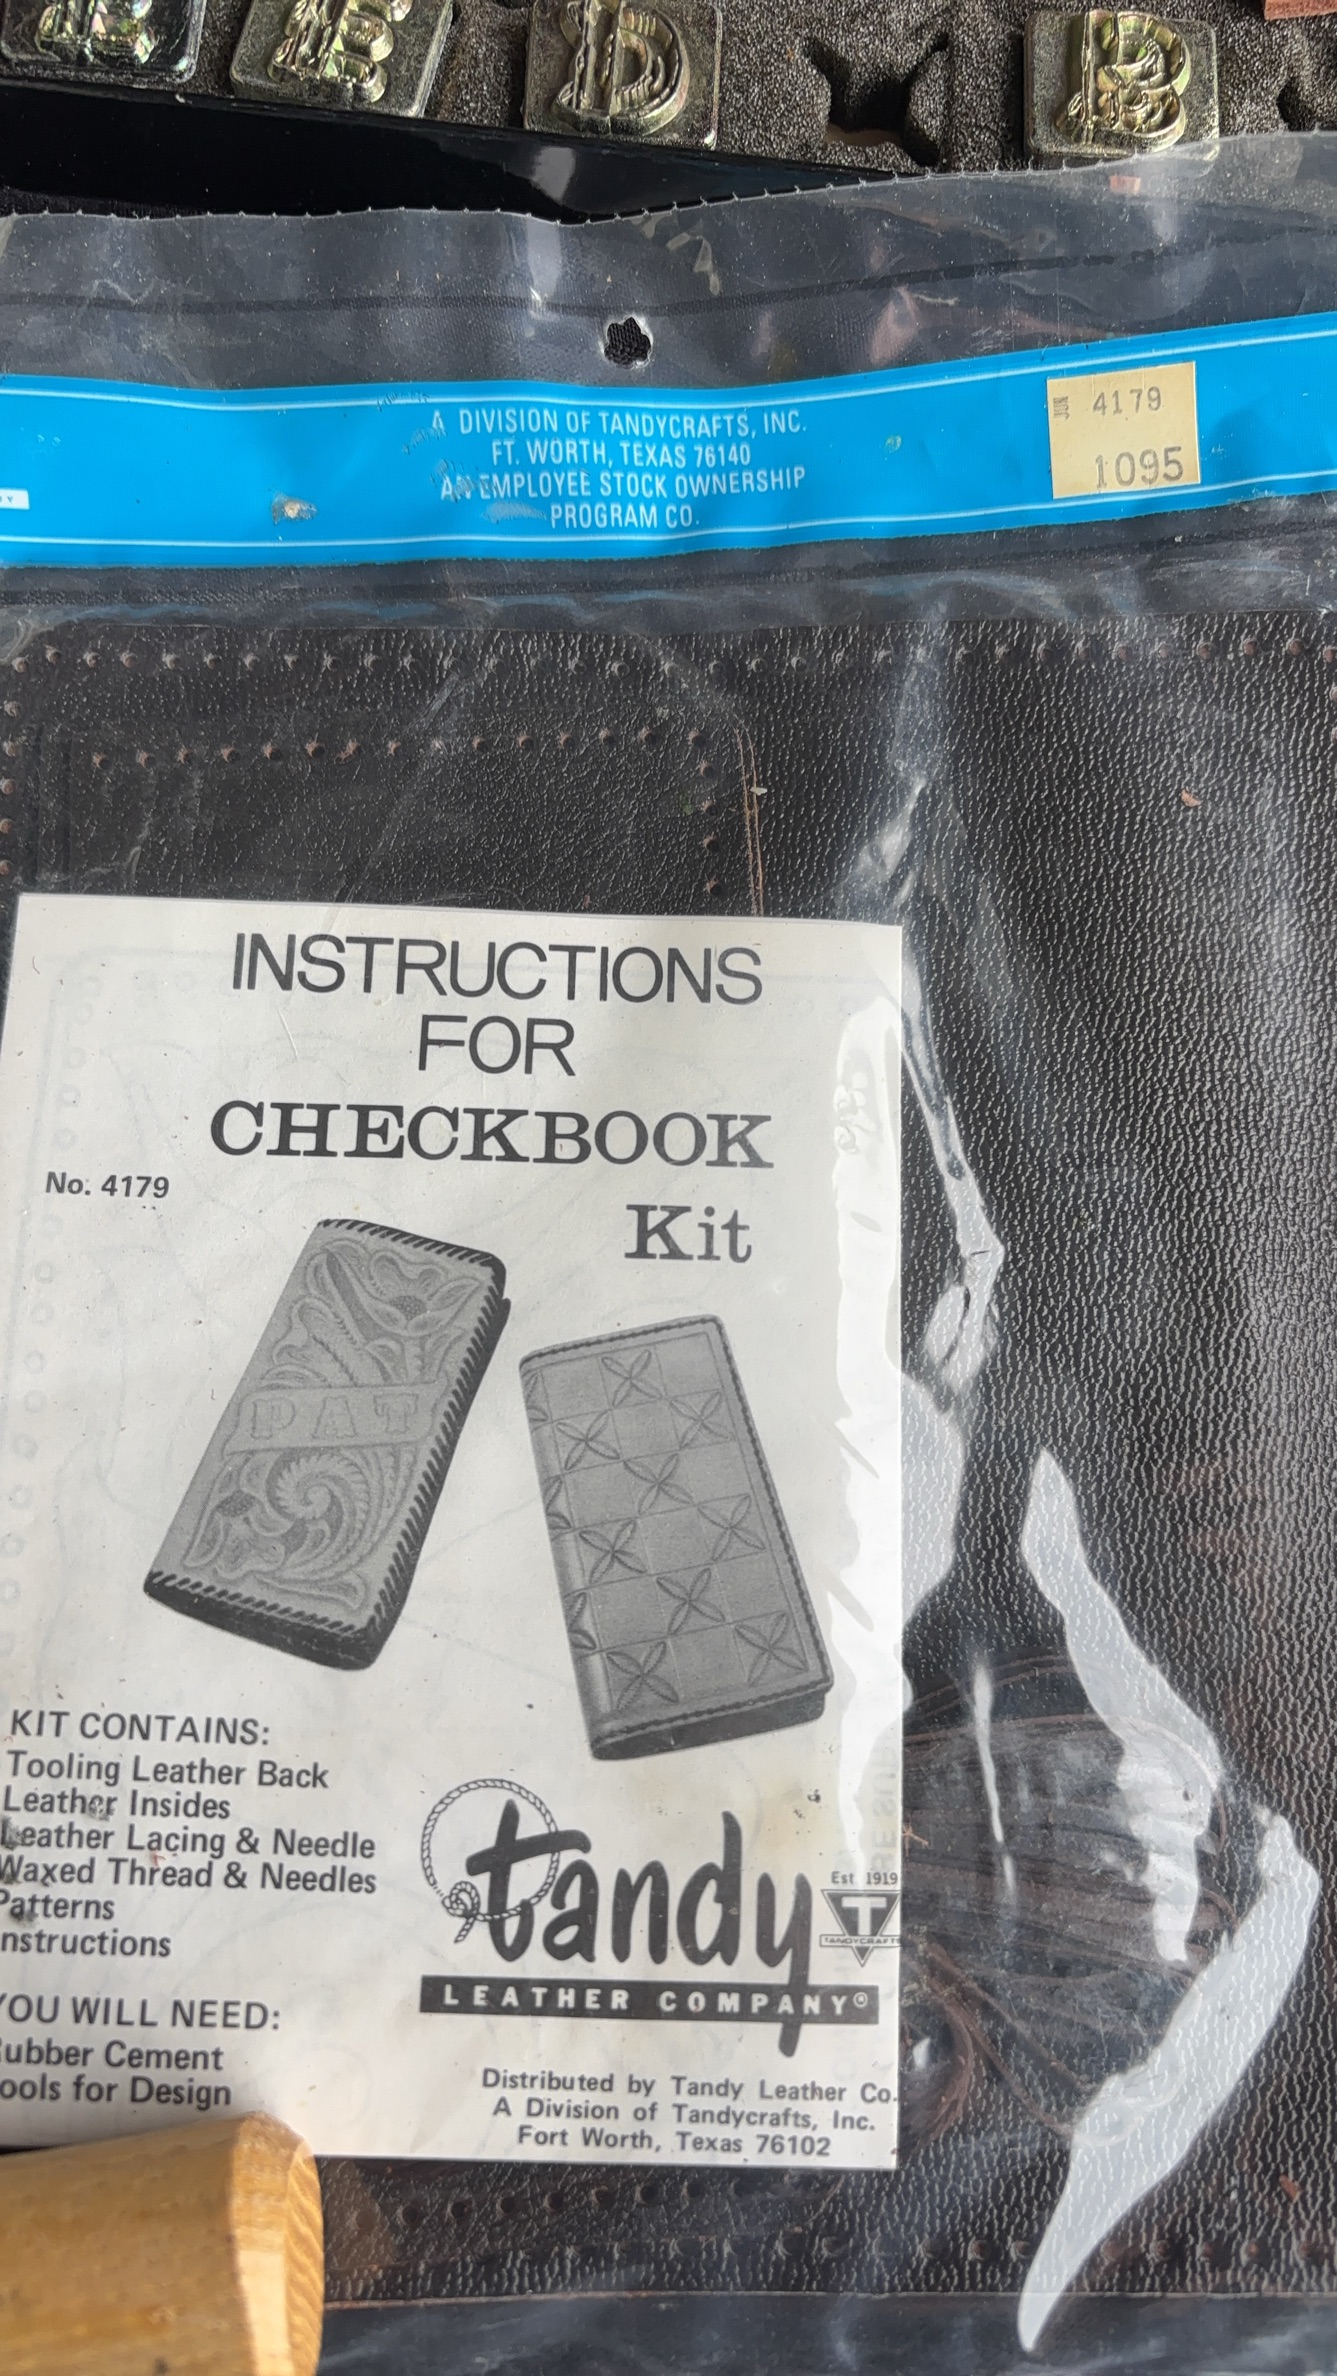 E
D
B
A DIVISION OF TANDYCRAFTS, INC.
FT. WORTH, TEXAS 76140
AN EMPLOYEE STOCK OWNERSHIP
PROGRAM CO.
JUN 4179
1095
INSTRUCTIONS
FOR
CHECKBOOK
Kit
No. 4179
PAT
KIT CONTAINS:
Tooling Leather Back
Leather Insides
Leather Lacing & Needle
Waxed Thread & Needles
Patterns
nstructions
YOU WILL NEED:
ubber Cement
ools for Design
tandy
LEATHER COMPANY®
Est 1919
T
TANDYCRAFTS
Distributed by Tandy Leather Co.
A Division of Tandycrafts, Inc.
Fort Worth, Texas 76102